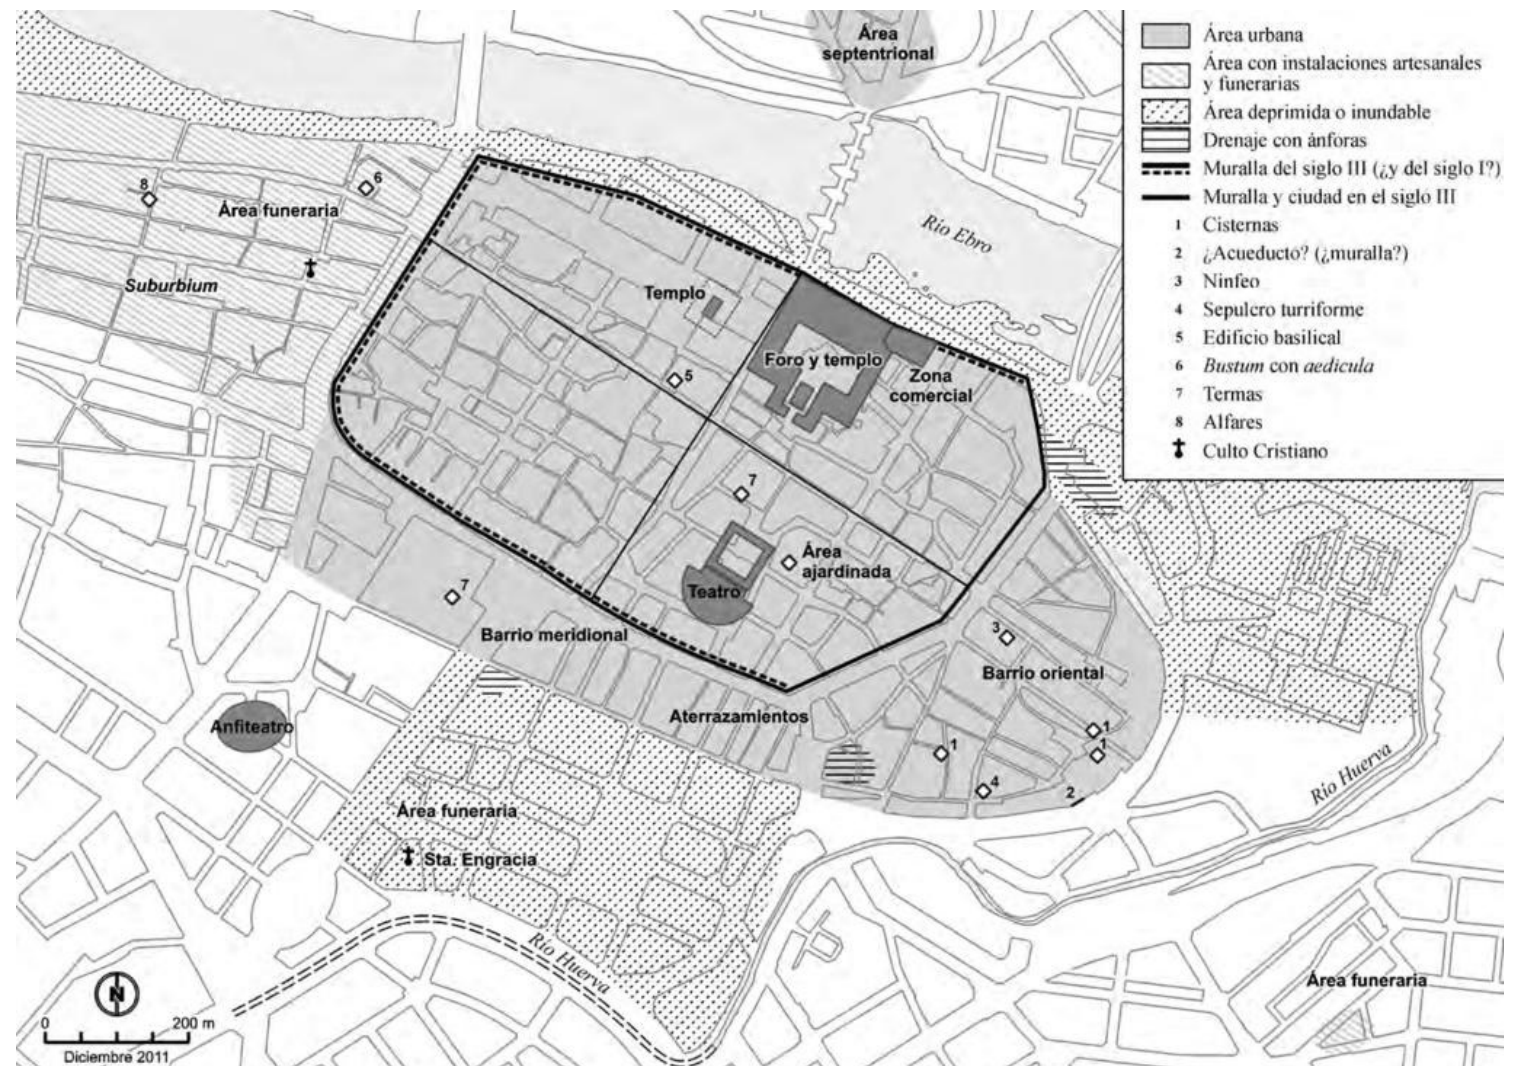 Área
septentrional
Área urbana
Área con instalaciones artesanales
y funerarias
Área deprimida o inundable
Drenaje con ánforas
Muralla del siglo III (¿y del siglo I?)
Muralla y ciudad en el siglo III
1 Cisternas
2 ¿Acueducto? (¿muralla?)
3 Ninfeo
4 Sepulcro turriforme
5 Edificio basilical
6 Bustum con aedicula
7 Termas
8 Alfares
Culto Cristiano
6
8
Área funeraria
Río Ebro
Suburbium
Templo
Foro y templo
5
Zona
comercial
7
Área
ajardinada
Teatro
7
Barrio meridional
3
Barrio oriental
Aterrazamientos
Anfiteatro
1
1
1
4
2
Río Huerva
Área funeraria
Sta. Engracia
Río Huerva
Área funeraria
N
0 200 m
Diciembre 2011